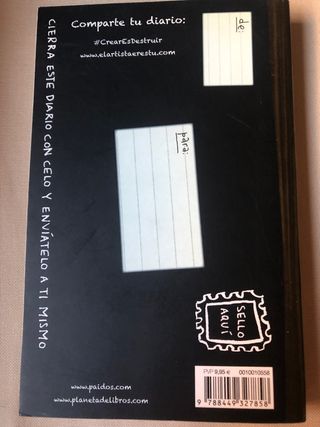 Comparte tu diario:
#CrearEsDestruir
www.elartistaerestu.com
de:
para:
CIERRA ESTE DIARIO CON CELO Y ENVÍATELO A TI MISMO
SELLO
AQUÍ
www.paidos.com
www.planetadelibros.com
PVP 9,95 € 0010010558
9 788449 327858